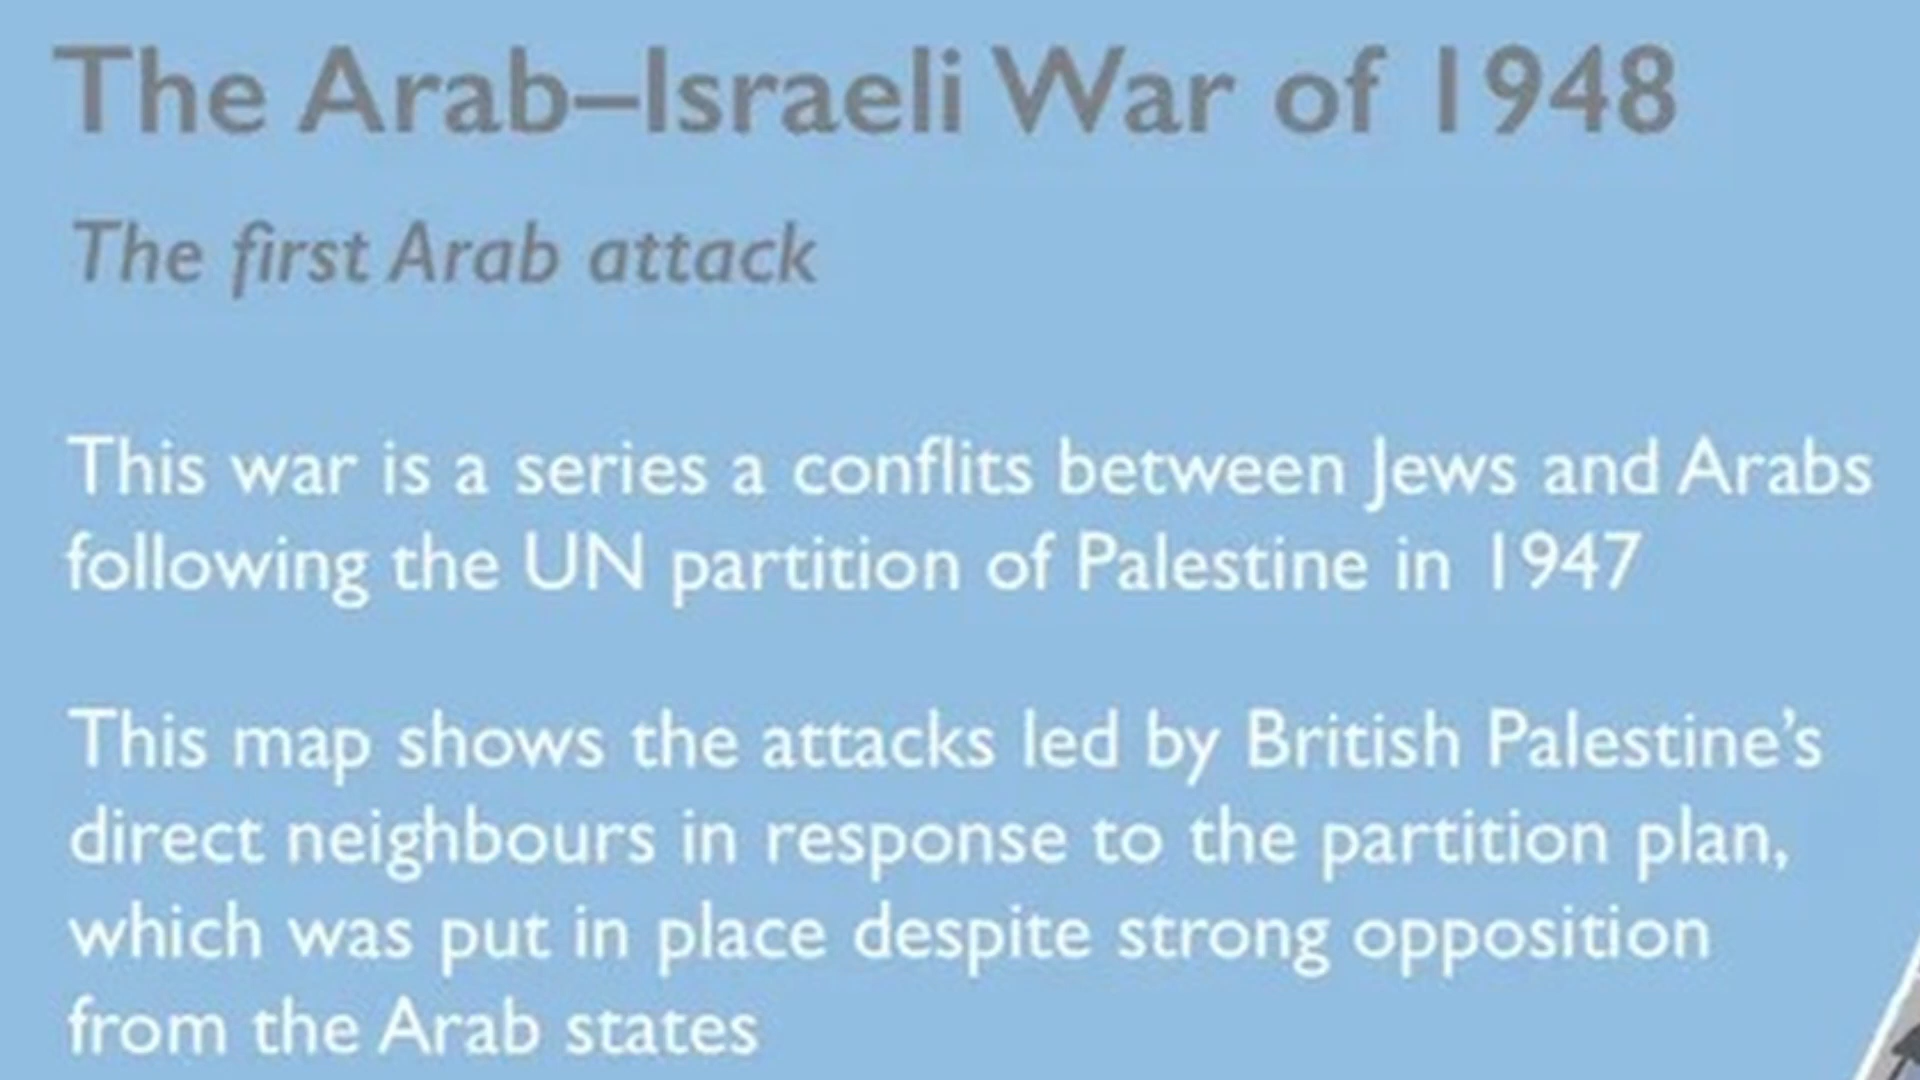 The Arab–Israeli War of 1948
The first Arab attack
This war is a series a conflits between Jews and Arabs
following the UN partition of Palestine in 1947
This map shows the attacks led by British Palestine’s
direct neighbours in response to the partition plan,
which was put in place despite strong opposition
from the Arab states